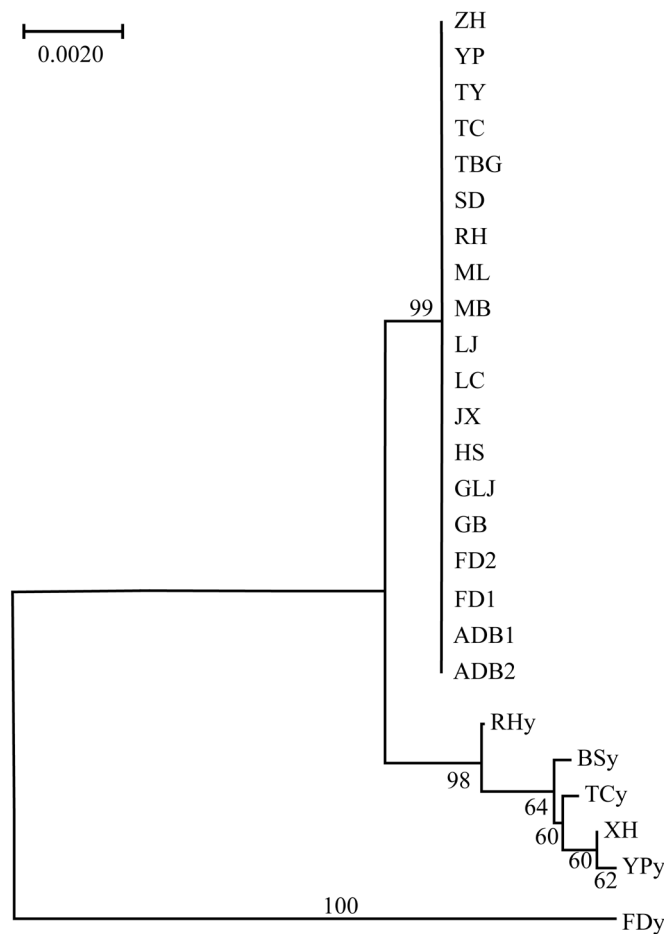 ZH
0.0020
YP
TY
TC
TBG
SD
RH
ML
99
MB
LJ
LC
JX
HS
GLJ
GB
FD2
FD1
ADB1
ADB2
RHy
98
BSy
64
TCy
60
XH
60
YPy
62
100
FDy